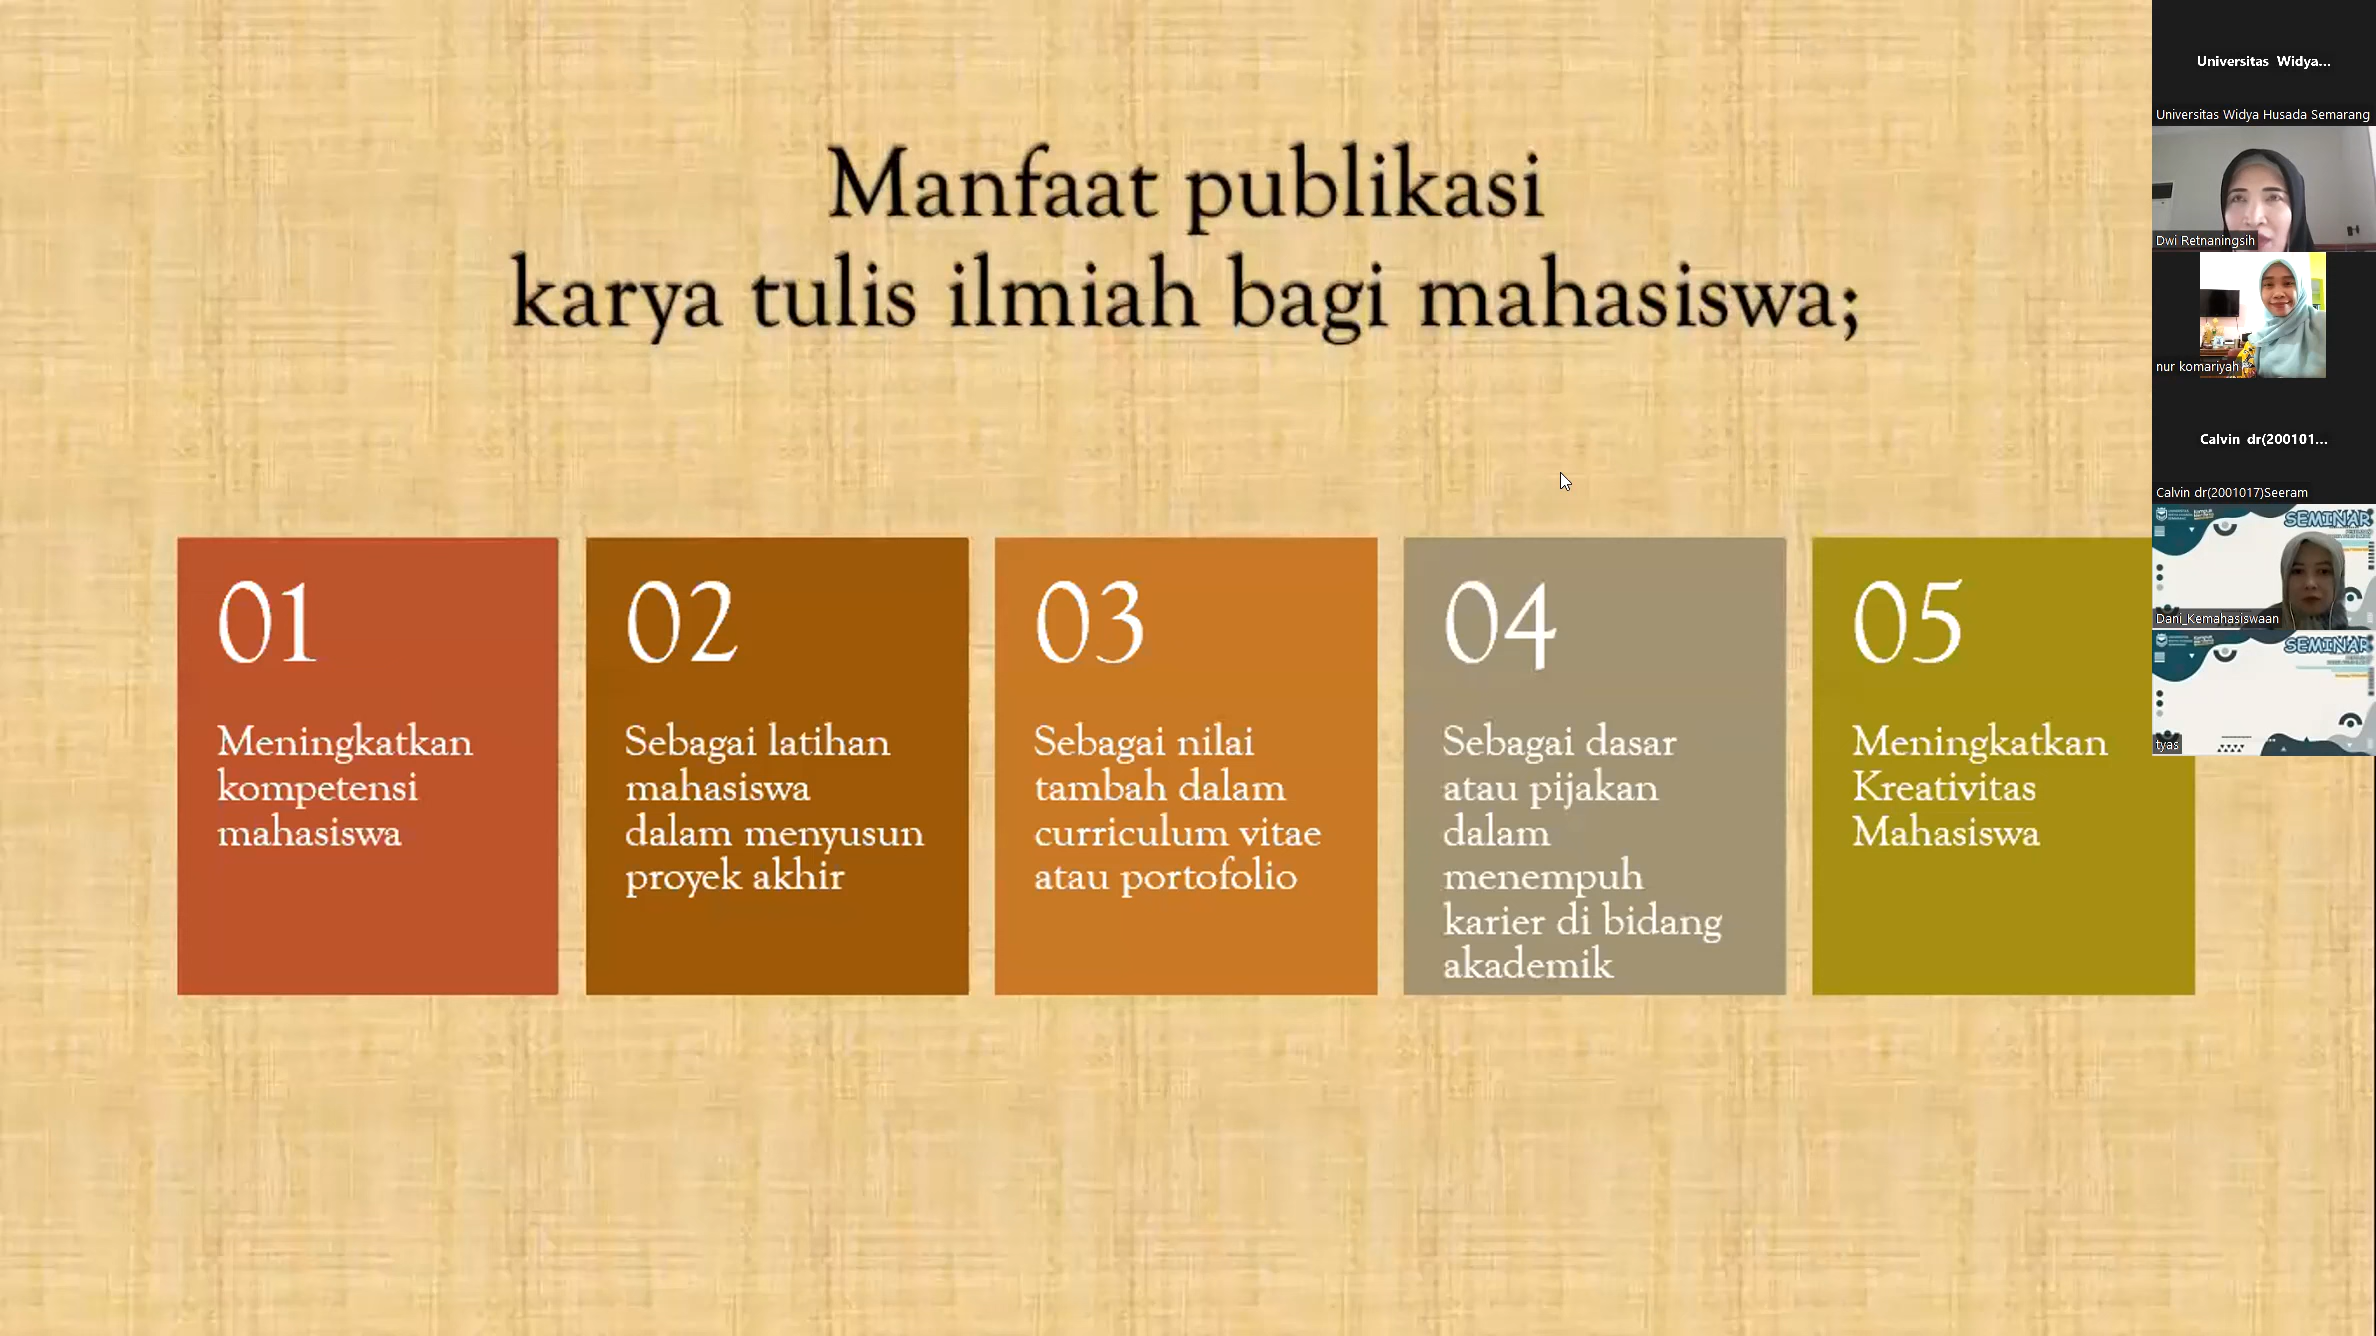 Manfaat publikasi
karya tulis ilmiah bagi mahasiswa;
01
Meningkatkan
kompetensi
mahasiswa
02
Sebagai latihan
mahasiswa
dalam menyusun
proyek akhir
03
Sebagai nilai
tambah dalam
curriculum vitae
atau portofolio
04
Sebagai dasar
atau pijakan
dalam
menempuh
karier di bidang
akademik
05
Meningkatkan
Kreativitas
Mahasiswa
Universitas Widya...
Universitas Widya Husada Semarang
Dwi Retnaningsih
nur komariyah
Calvin dr(200101...
Calvin dr(2001017)Seeram
SEMINAR
Dani_Kemahasiswaan
SEMINAR
tyas